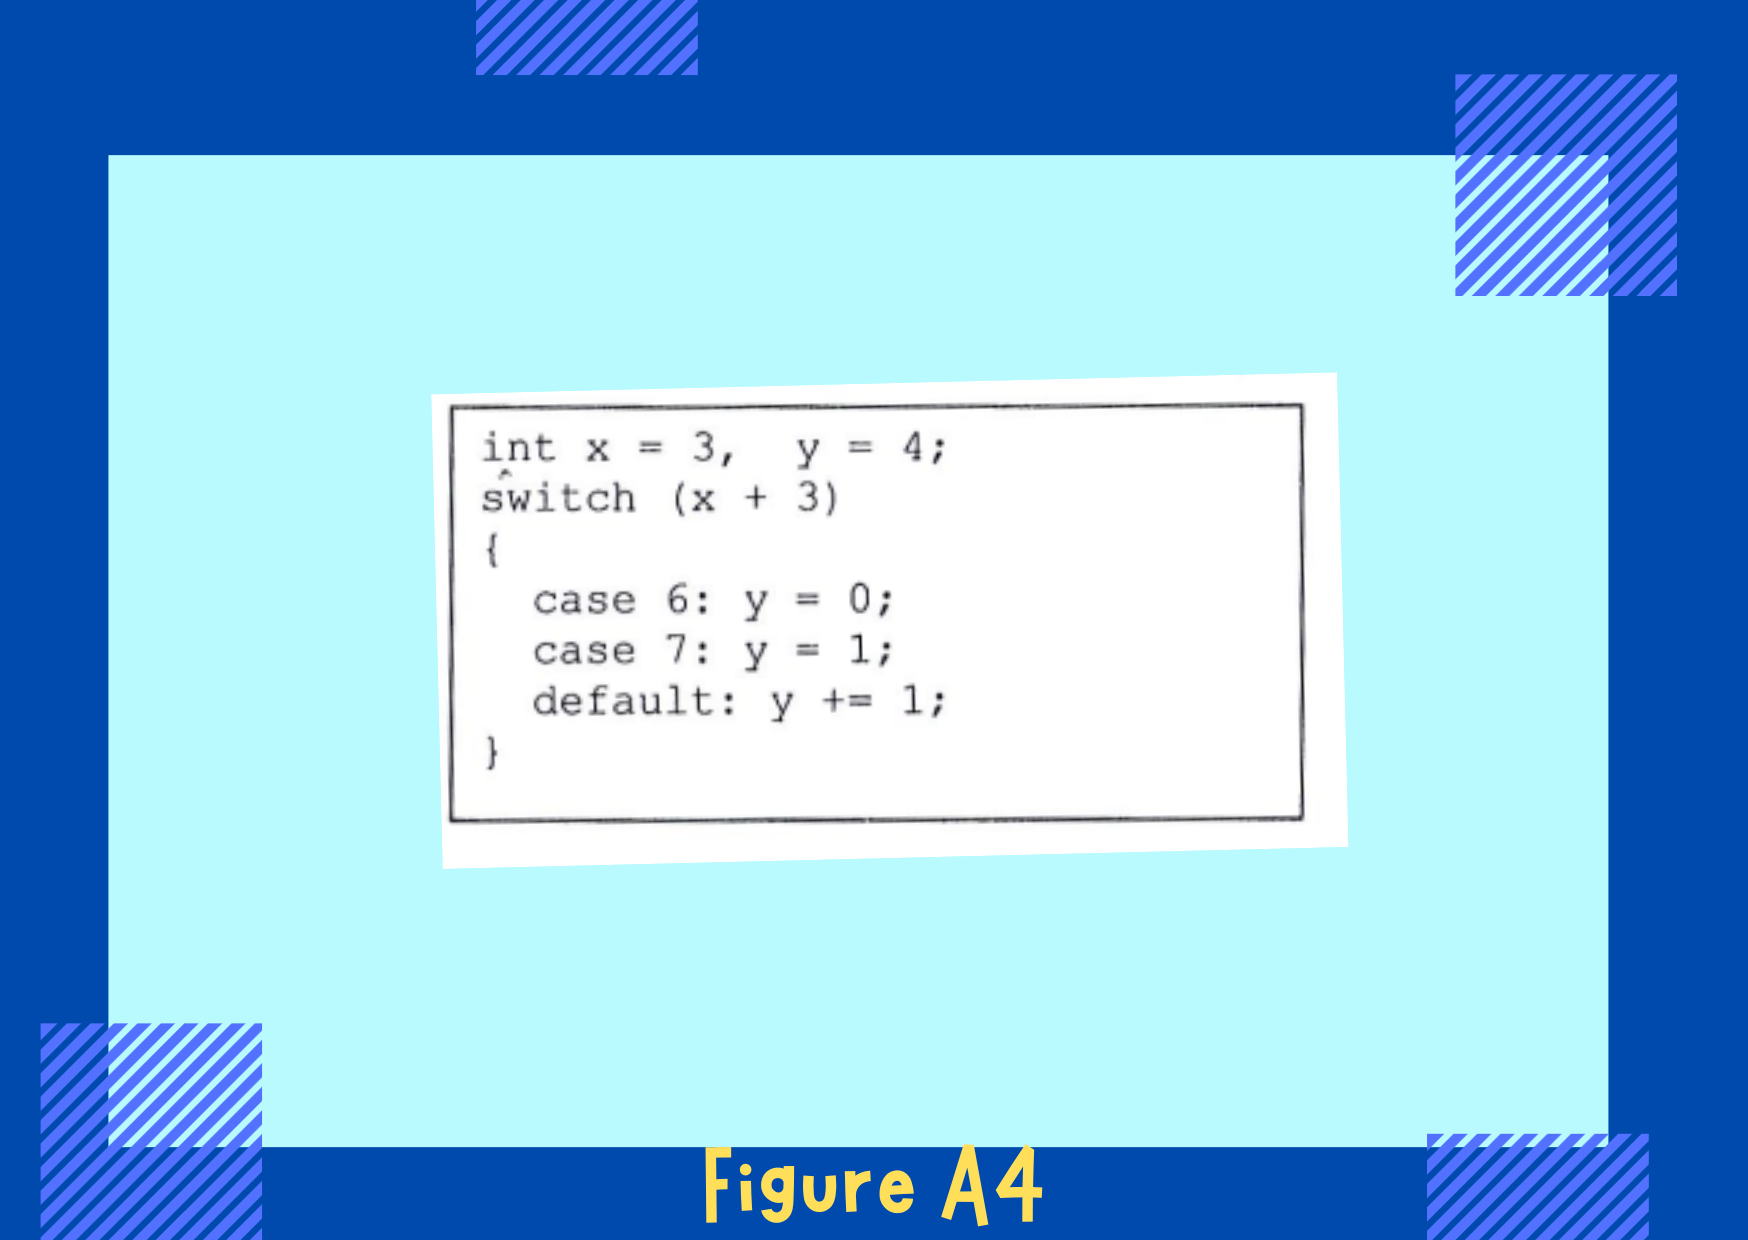 int x = 3, y = 4;
switch (x + 3)
{
case 6: y = 0;
case 7: y = 1;
default: y += 1;
}
Figure A4